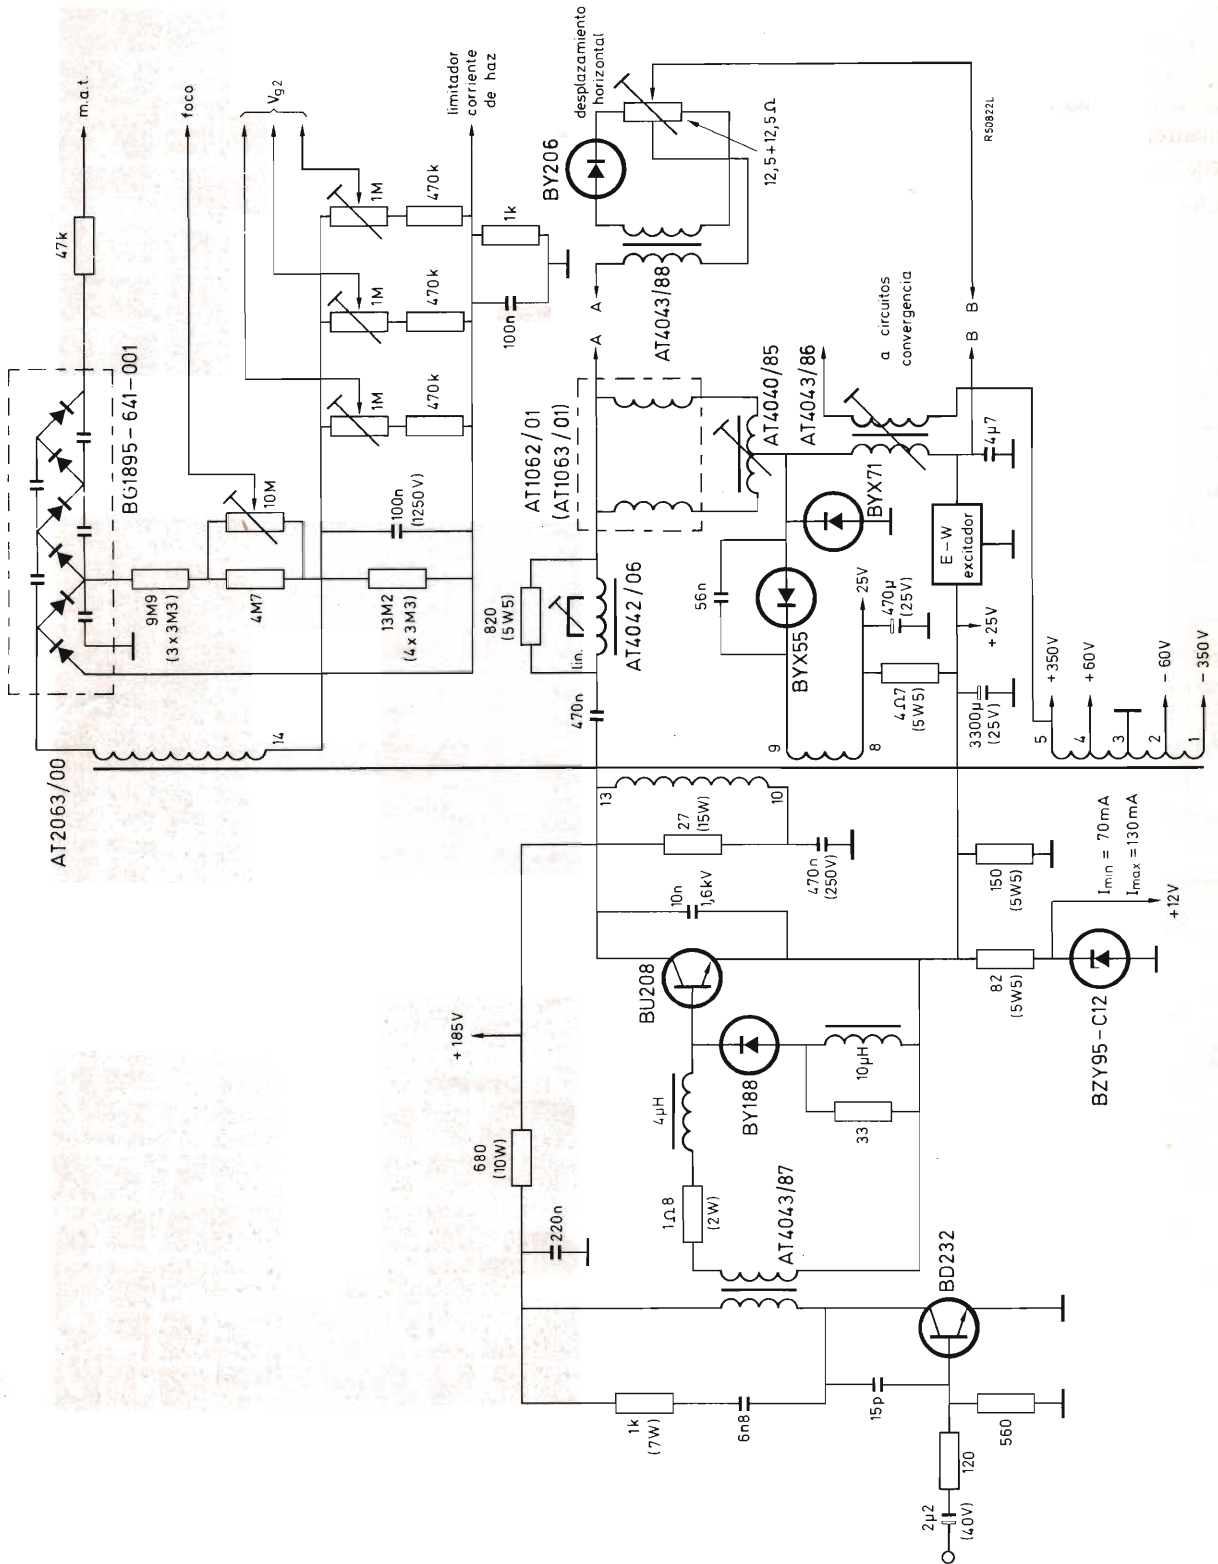 AT2063/00
14
BG1895-641-001
47k
m.a.t.
foco
Vg2
limitador
corriente
de haz
9M9
(3x3M3)
4M7
10M
13M2
(4x3M3)
100n
(1250V)
1M
470k
1M
470k
1M
470k
100n
1k
desplazamiento
horizontal
BY206
12,5+12,5Ω
AT4043/88
A
A
AT1062/01
(AT1063/01)
820
(5W5)
lin.
AT4042/06
470n
AT4040/85
AT4043/86
a circuitos
convergencia
B
B
R50822L
56n
BYX71
BYX55
9
8
25V
470µ
(25V)
4Ω7
(5W5)
E-W
excitador
4µ7
+25V
3300µ
(25V)
5
+350V
4
+60V
3
2
-60V
1
-350V
13
10
27
(15W)
470n
(250V)
10n
1,6kV
BU208
+185V
680
(10W)
220n
4µH
BY188
10µH
33
1Ω8
(2W)
AT4043/87
150
(5W5)
82
(5W5)
Imin = 70mA
Imax = 130mA
+12V
BZY95-C12
BD232
1k
(7W)
6n8
15p
560
120
2µ2
(40V)